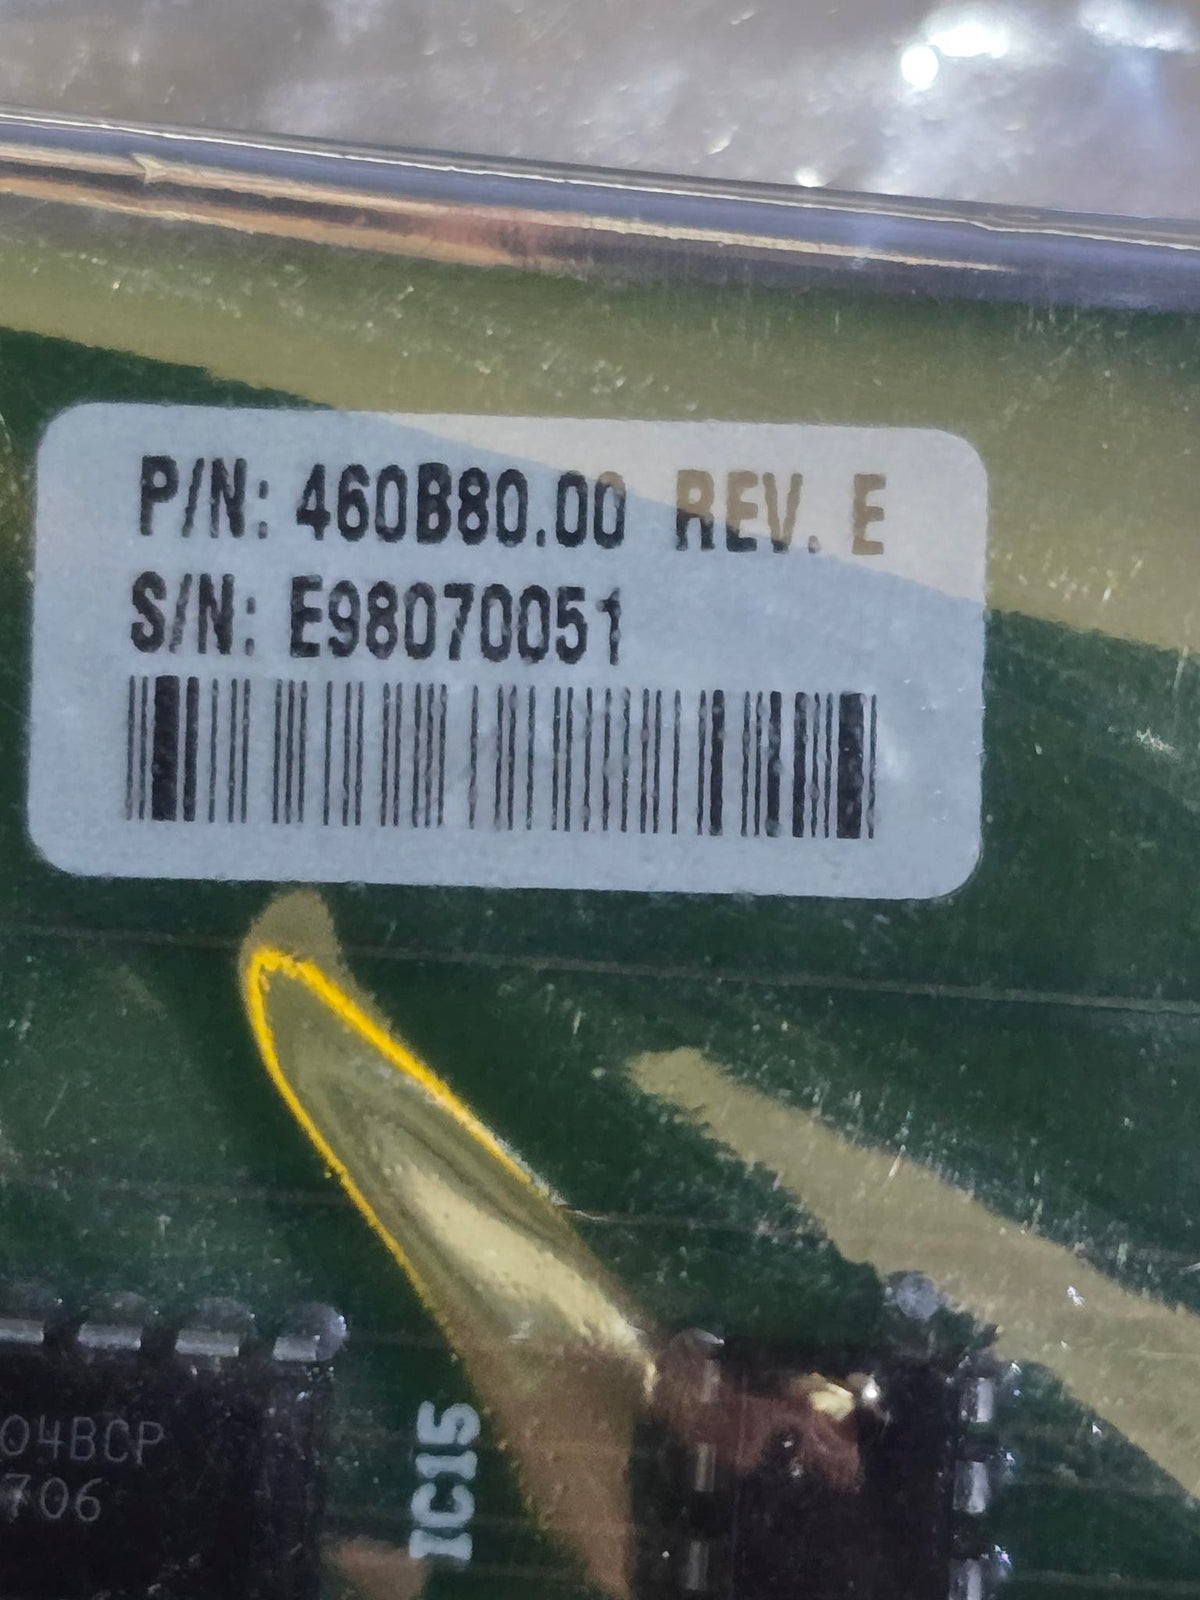 P/N: 460B80.00 REV. E
S/N: E98070051
04BCP
706
IC15